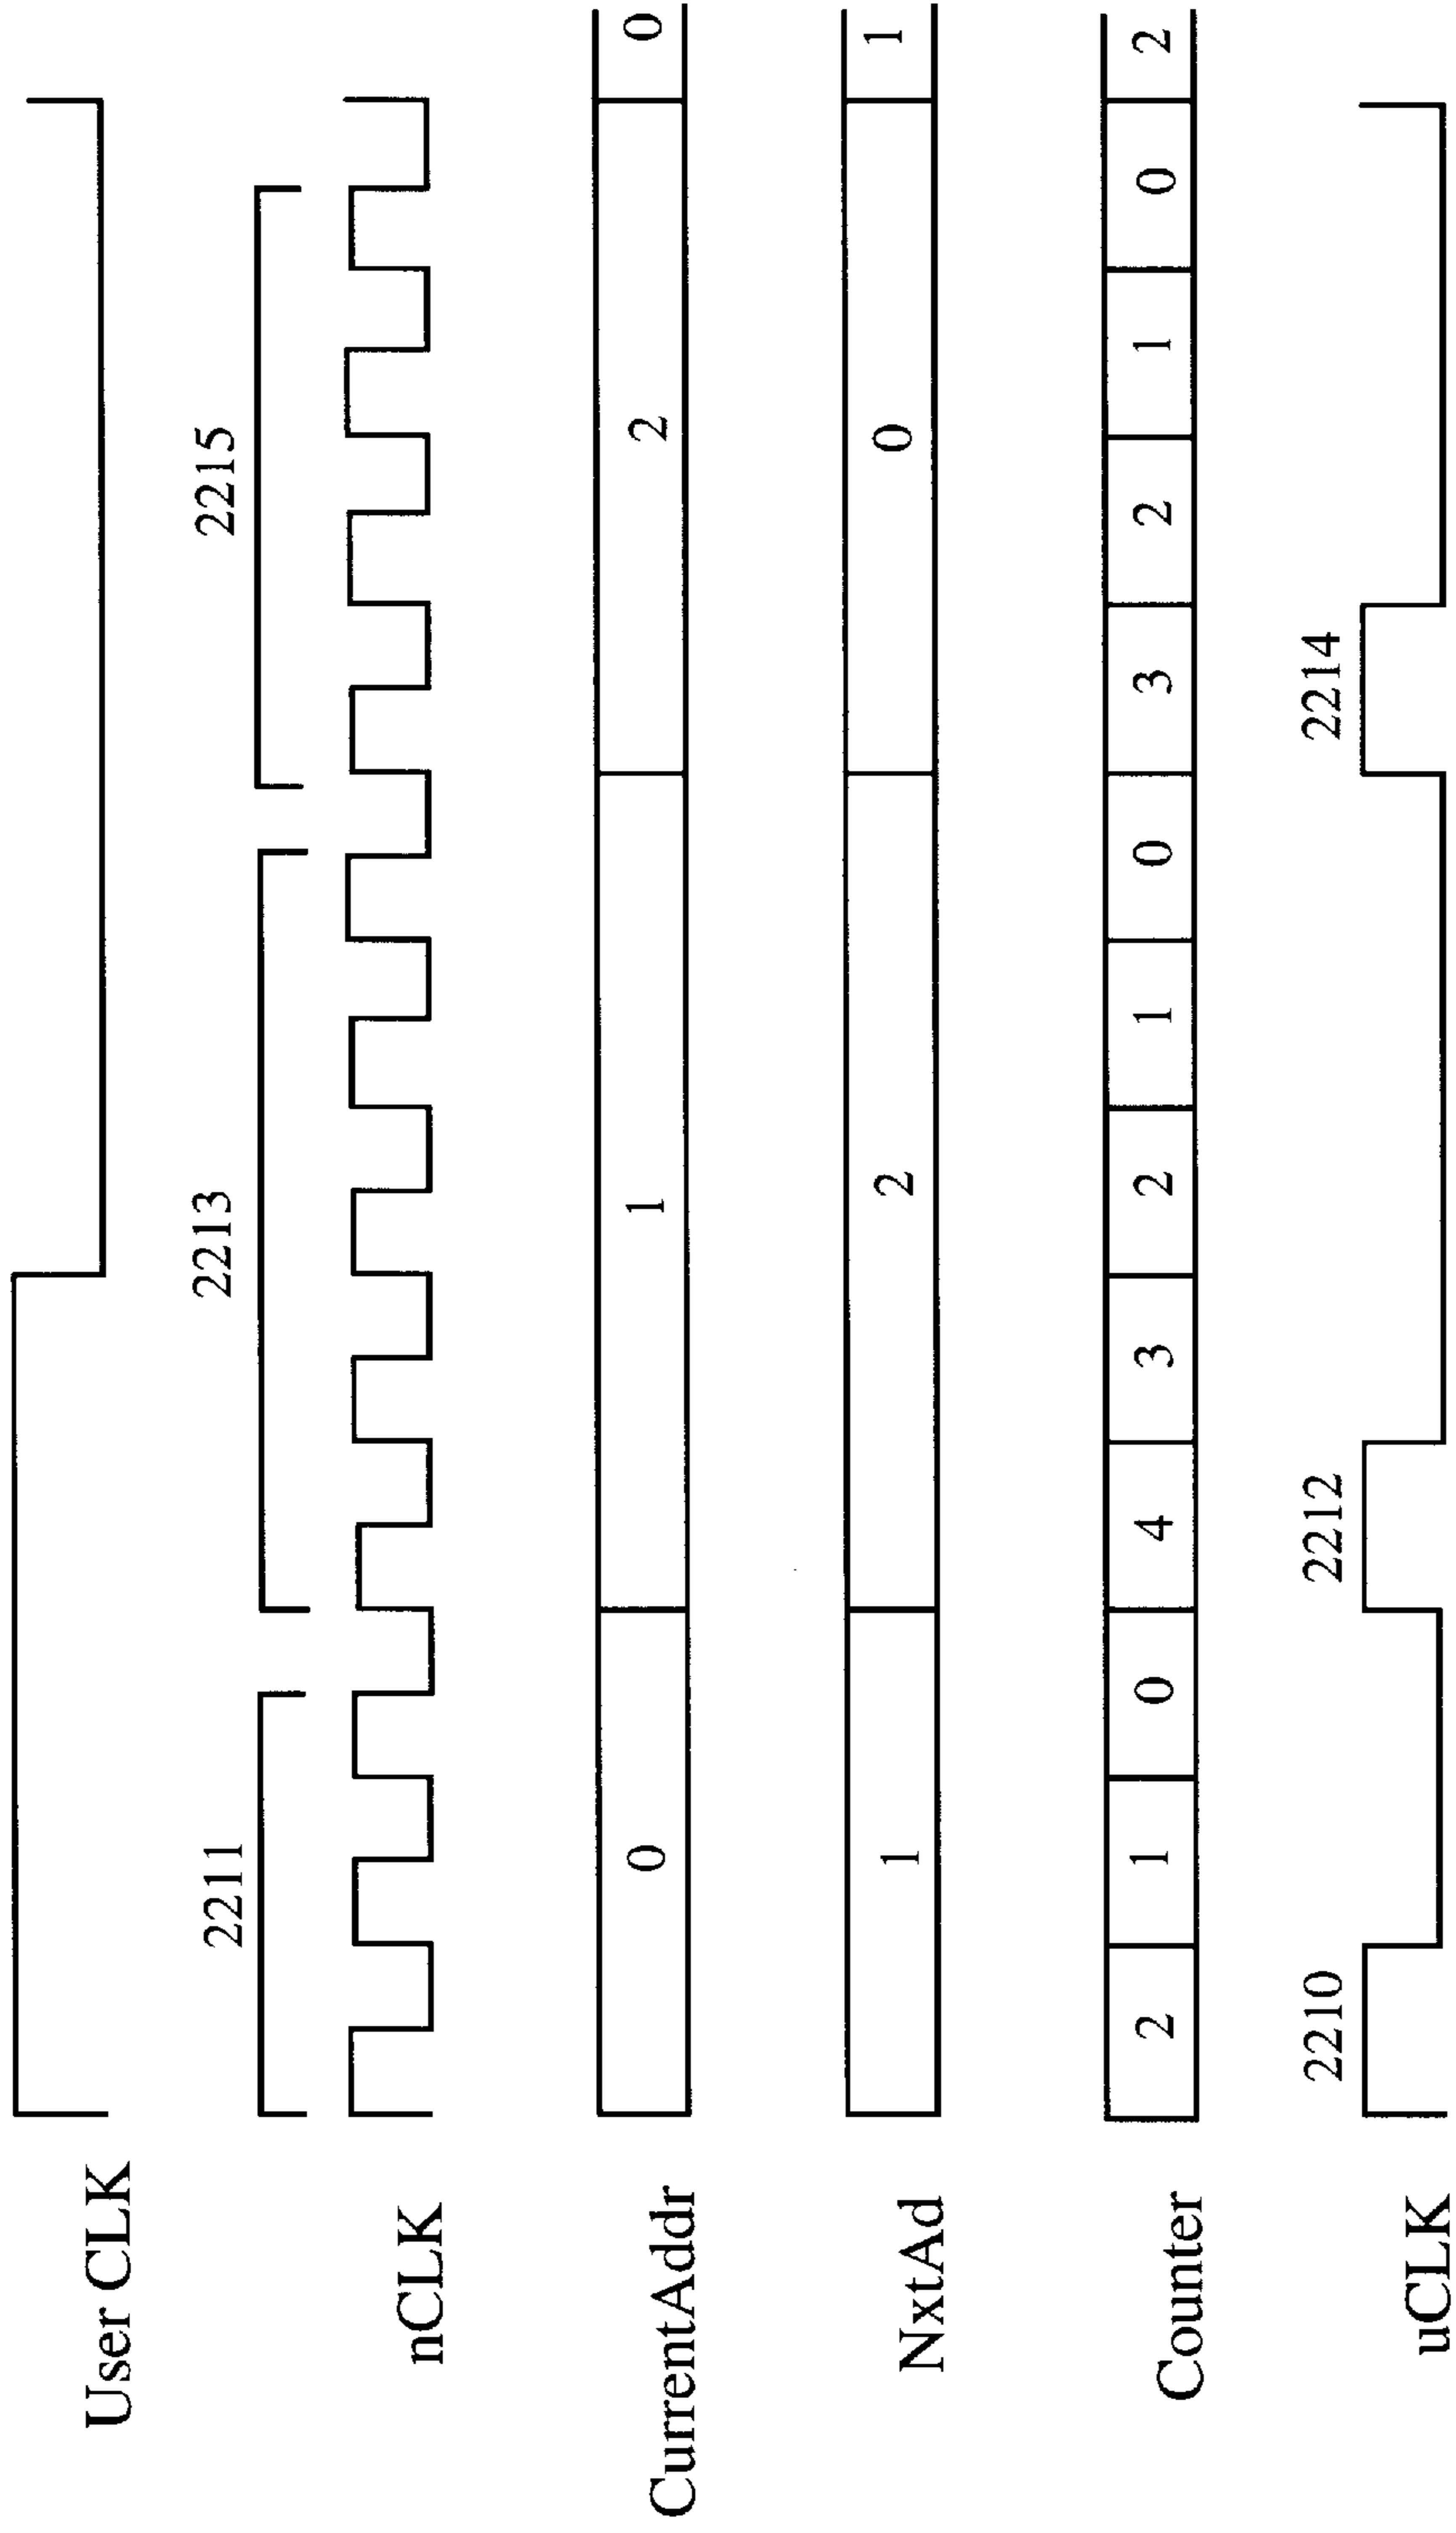 User CLK
2211 2213 2215
nCLK
CurrentAddr 0 1 2 0
NxtAd 1 2 0 1
Counter 2 1 0 4 3 2 1 0 3 2 1 0 2
2210 2212 2214
uCLK